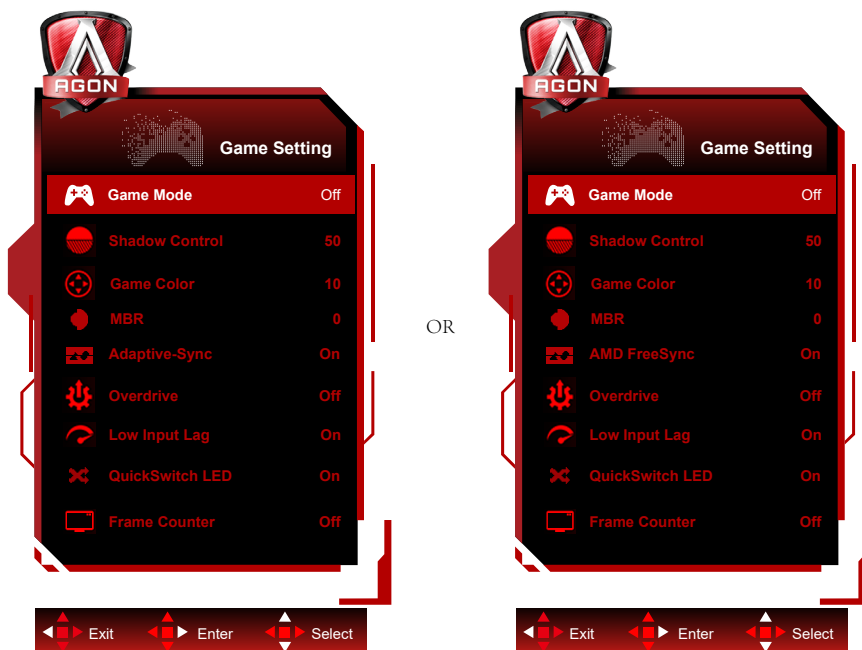 AGON
Game Setting
Game Mode Off
Shadow Control 50
Game Color 10
MBR 0
Adaptive-Sync On
Overdrive Off
Low Input Lag On
QuickSwitch LED On
Frame Counter Off
Exit Enter Select
OR
AGON
Game Setting
Game Mode Off
Shadow Control 50
Game Color 10
MBR 0
AMD FreeSync On
Overdrive Off
Low Input Lag On
QuickSwitch LED On
Frame Counter Off
Exit Enter Select